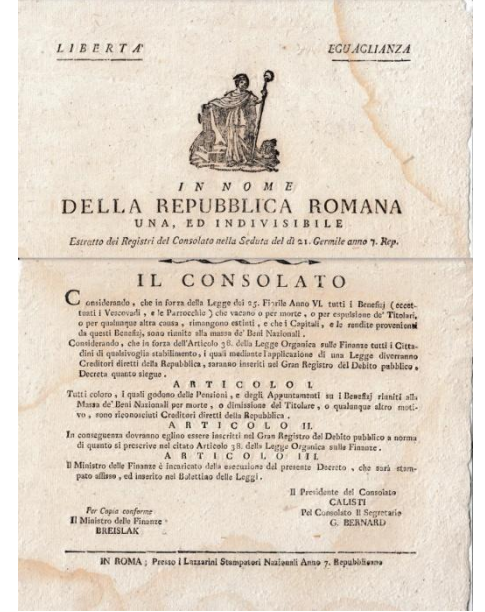 LIBERTA'
EGUAGLIANZA
IN NOME
DELLA REPUBBLICA ROMANA
UNA, ED INDIVISIBILE
Estratto dei Registri del Consolato nella Seduta del dì 21. Germile anno 7. Rep.
IL CONSOLATO
Considerando, che in forza della Legge dei 25. Fiorile Anno VI. tutti i Benefizj (eccet-
tuati i Vescovadi, e le Parrocchie) che vacano o per morte, o per espulsione de' Titolari,
o per qualunque altra causa, rimangono estinti, e che i Capitali, e le rendite provenienti
da questi Benefizj, sono riunite alla massa de' Beni Nazionali.
Considerando, che in forza dell'Articolo 38. della Legge Organica sulle Finanze tutti i Citta-
dini di qualsivoglia stabilimento, i quali mediante l'applicazione di una Legge diverranno
Creditori diretti della Repubblica, saranno inscritti nel Gran Registro del Debito pubblico,
Decreta quanto siegue.
ARTICOLO I.
Tutti coloro, i quali godono delle Pensioni, e degli Appuntamenti su i Benefizj riuniti alla
Massa de' Beni Nazionali per morte, o dimissione del Titolare, o qualunque altro moti-
vo, sono riconosciuti Creditori diretti della Repubblica.
ARTICOLO II.
In conseguenza dovranno eglino essere inscritti nel Gran Registro del Debito pubblico a norma
di quanto si prescrive nel citato Articolo 38. della Legge Organica sulle Finanze.
ARTICOLO III.
Il Ministro delle Finanze è incaricato della esecuzione del presente Decreto, che sarà stam-
pato affisso, ed inserito nel Bolettino delle Leggi.
Il Presidente del Consolato
CALISTI
Per Copia conforme
Pel Consolato Il Segretario
Il Ministro delle Finanze
G. BERNARD
BREISLAK
IN ROMA; Presso i Lazzarini Stampatori Nazionali Anno 7. Repubblicano